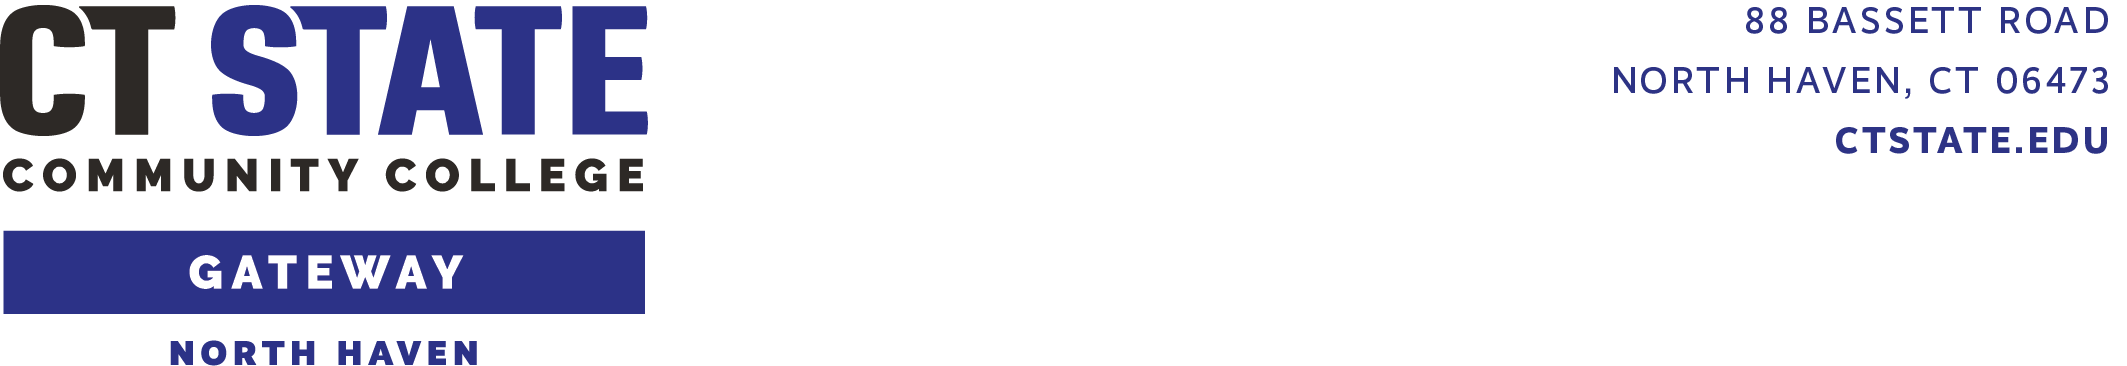 CT STATE
COMMUNITY COLLEGE
GATEWAY
NORTH HAVEN
88 BASSETT ROAD
NORTH HAVEN, CT 06473
CTSTATE.EDU